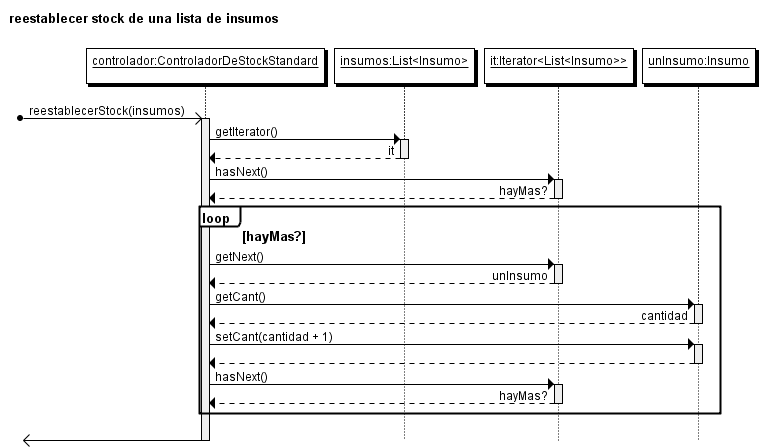 reestablecer stock de una lista de insumos
controlador:ControladorDeStockStandard
insumos:List<Insumo>
it:Iterator<List<Insumo>>
unInsumo:Insumo
reestablecerStock(insumos)
getIterator()
it
hasNext()
hayMas?
loop
[hayMas?]
getNext()
unInsumo
getCant()
cantidad
setCant(cantidad + 1)
hasNext()
hayMas?